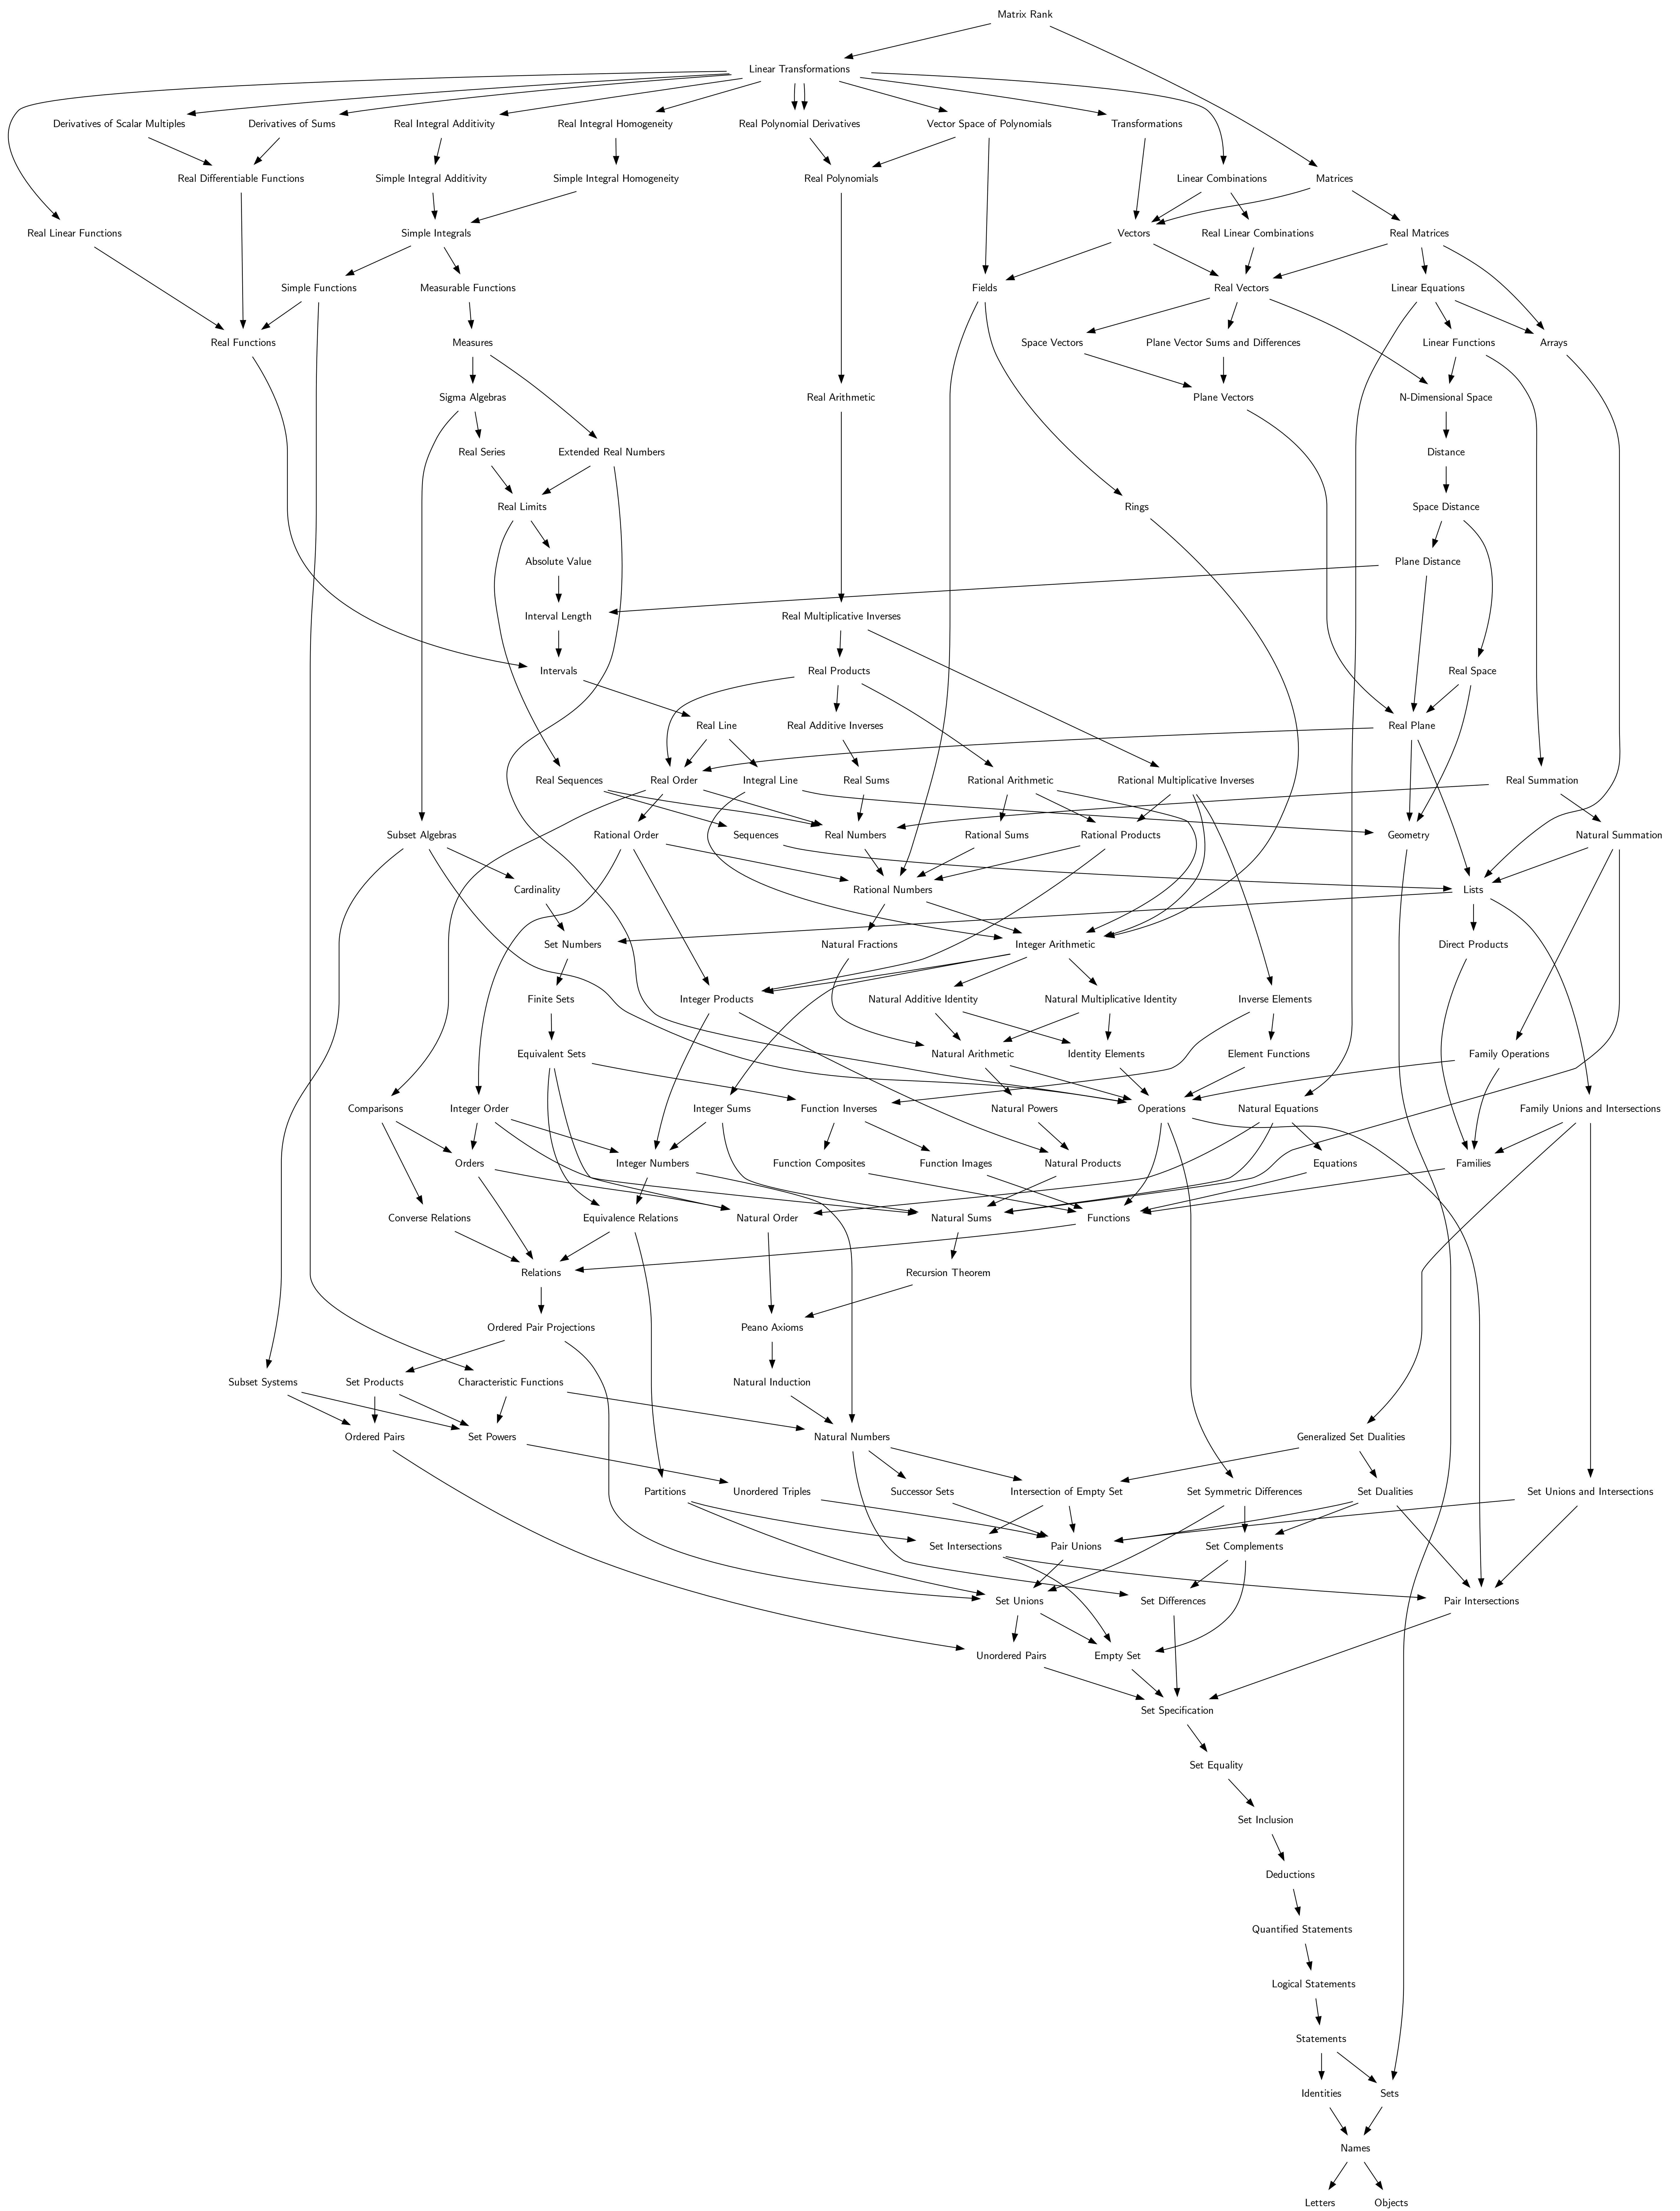 Matrix Rank
Linear Transformations
Derivatives of Scalar Multiples
Derivatives of Sums
Real Integral Additivity
Real Integral Homogeneity
Real Polynomial Derivatives
Vector Space of Polynomials
Transformations
Real Differentiable Functions
Simple Integral Additivity
Simple Integral Homogeneity
Real Polynomials
Linear Combinations
Matrices
Real Linear Functions
Simple Integrals
Vectors
Real Linear Combinations
Real Matrices
Simple Functions
Measurable Functions
Fields
Real Vectors
Linear Equations
Real Functions
Measures
Space Vectors
Plane Vector Sums and Differences
Linear Functions
Arrays
Sigma Algebras
Real Arithmetic
Plane Vectors
N-Dimensional Space
Real Series
Extended Real Numbers
Distance
Real Limits
Rings
Space Distance
Absolute Value
Plane Distance
Interval Length
Real Multiplicative Inverses
Intervals
Real Products
Real Space
Real Line
Real Additive Inverses
Real Plane
Real Sequences
Real Order
Integral Line
Real Sums
Rational Arithmetic
Rational Multiplicative Inverses
Real Summation
Subset Algebras
Rational Order
Sequences
Real Numbers
Rational Sums
Rational Products
Geometry
Natural Summation
Cardinality
Rational Numbers
Lists
Set Numbers
Natural Fractions
Integer Arithmetic
Direct Products
Finite Sets
Integer Products
Natural Additive Identity
Natural Multiplicative Identity
Inverse Elements
Equivalent Sets
Natural Arithmetic
Identity Elements
Element Functions
Family Operations
Comparisons
Integer Order
Integer Sums
Function Inverses
Natural Powers
Operations
Natural Equations
Family Unions and Intersections
Orders
Integer Numbers
Function Composites
Function Images
Natural Products
Equations
Families
Converse Relations
Equivalence Relations
Natural Order
Natural Sums
Functions
Relations
Recursion Theorem
Ordered Pair Projections
Peano Axioms
Subset Systems
Set Products
Characteristic Functions
Natural Induction
Ordered Pairs
Set Powers
Natural Numbers
Generalized Set Dualities
Partitions
Unordered Triples
Successor Sets
Intersection of Empty Set
Set Symmetric Differences
Set Dualities
Set Unions and Intersections
Set Intersections
Pair Unions
Set Complements
Set Unions
Set Differences
Pair Intersections
Unordered Pairs
Empty Set
Set Specification
Set Equality
Set Inclusion
Deductions
Quantified Statements
Logical Statements
Statements
Identities
Sets
Names
Letters
Objects